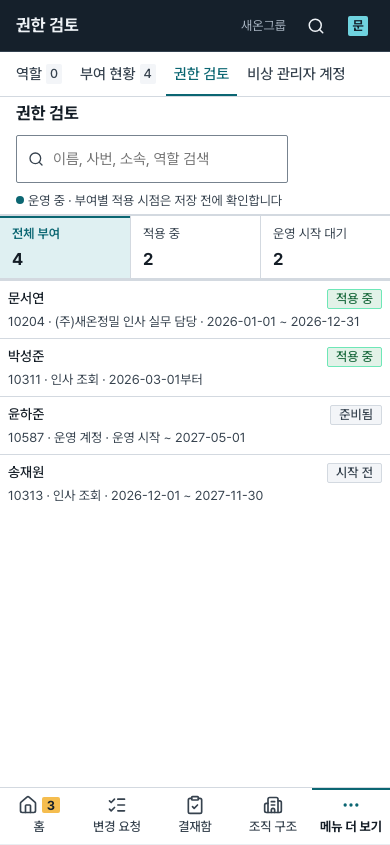 권한 검토 새온그룹 문
역할 0 부여 현황 4 권한 검토 비상 관리자 계정
권한 검토
이름, 사번, 소속, 역할 검색
운영 중 · 부여별 적용 시점은 저장 전에 확인합니다
전체 부여 적용 중 운영 시작 대기
4 2 2
문서연 적용 중
10204 · (주)새온정밀 인사 실무 담당 · 2026-01-01 ~ 2026-12-31
박성준 적용 중
10311 · 인사 조회 · 2026-03-01부터
윤하준 준비됨
10587 · 운영 계정 · 운영 시작 ~ 2027-05-01
송재원 시작 전
10313 · 인사 조회 · 2026-12-01 ~ 2027-11-30
3
홈 변경 요청 결재함 조직 구조 메뉴 더 보기